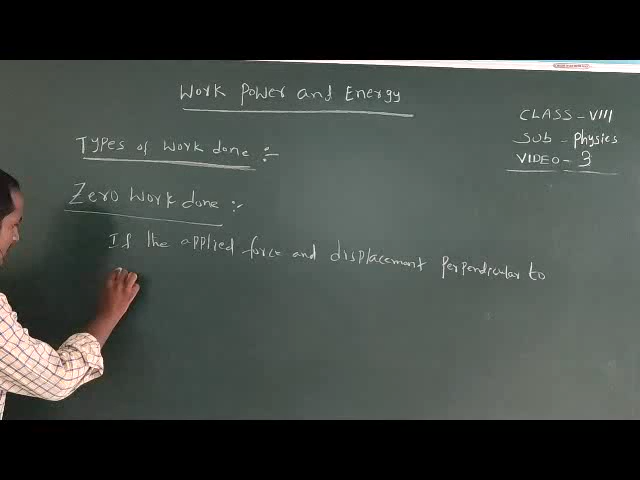 Work Power and Energy
CLASS - VIII
SUB - Physics
VIDEO - 3
Types of work done :-
Zero work done :-
If the applied force and displacement perpendicular to